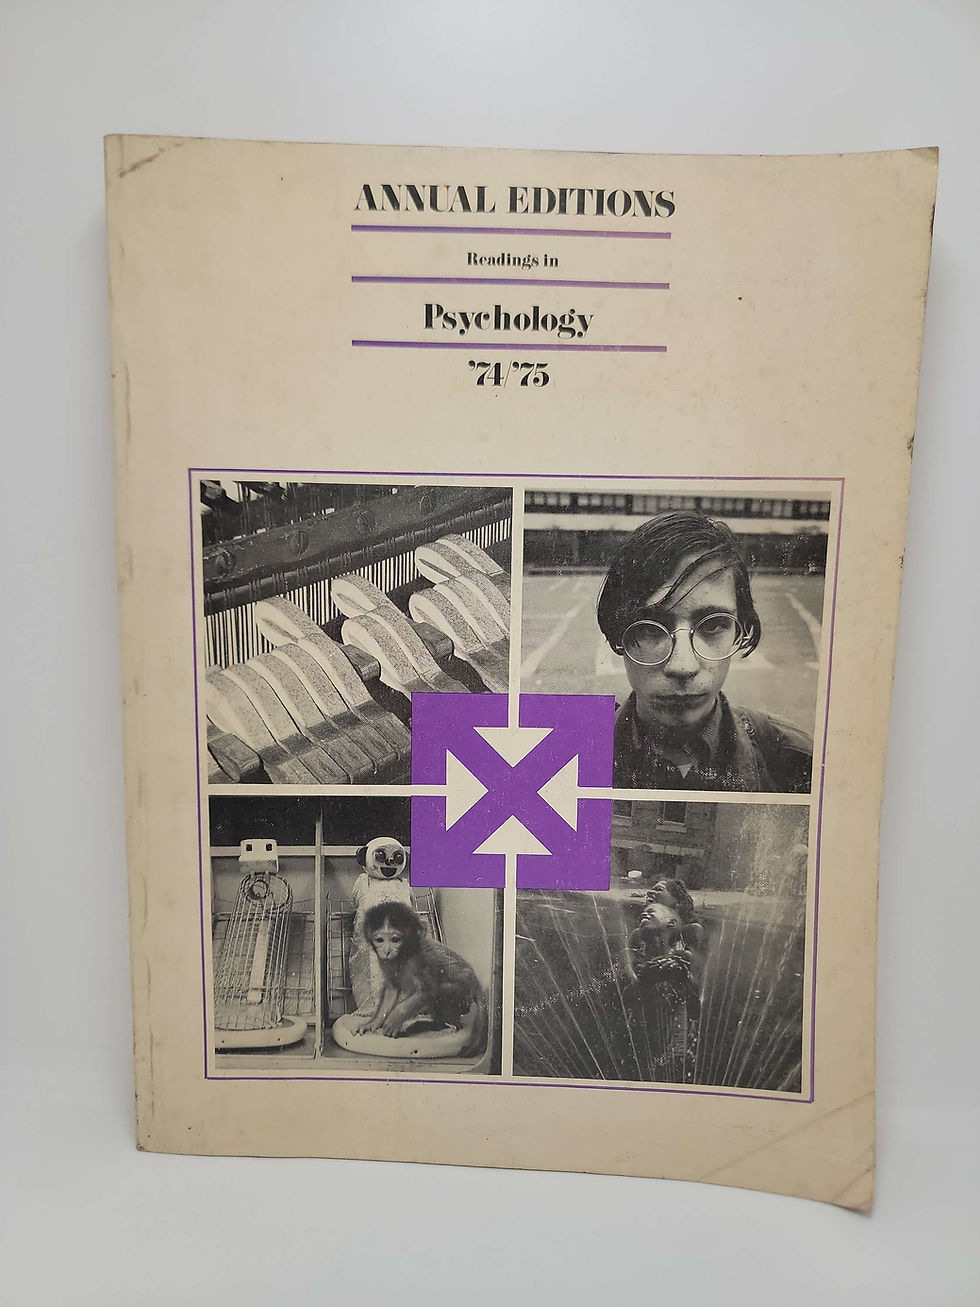 ANNUAL EDITIONS
Readings in
Psychology
’74/’75